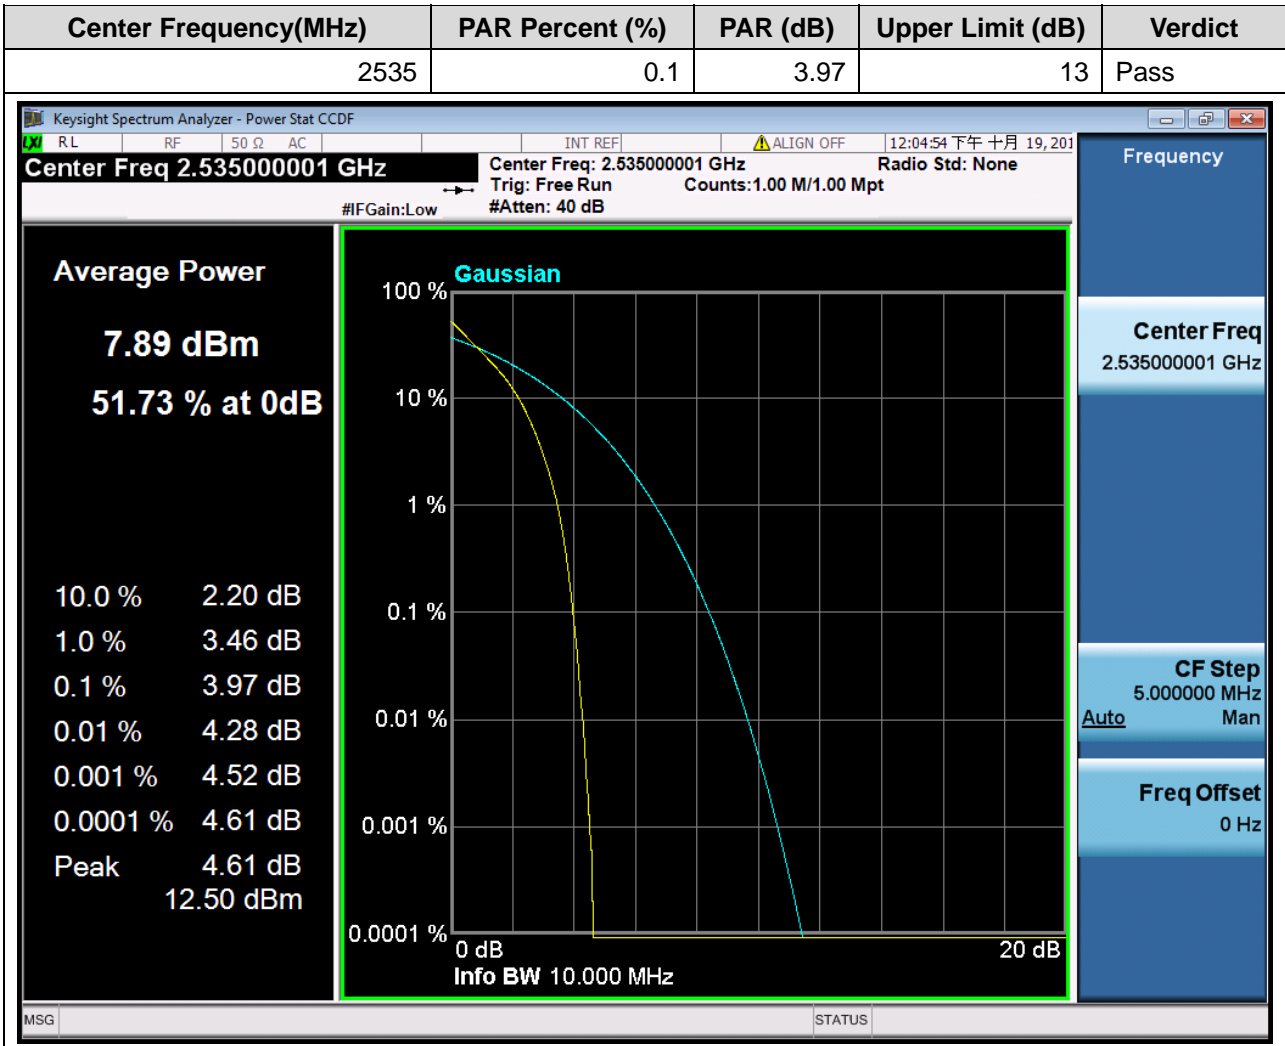 Center Frequency(MHz) PAR Percent (%) PAR (dB) Upper Limit (dB) Verdict
2535 0.1 3.97 13 Pass
Keysight Spectrum Analyzer - Power Stat CCDF
LXI RL RF 50 Ω AC INT REF ALIGN OFF 12:04:54 下午 十月 19, 201
Center Freq 2.535000001 GHz
Center Freq: 2.535000001 GHz Radio Std: None
Trig: Free Run Counts:1.00 M/1.00 Mpt
#IFGain:Low #Atten: 40 dB
Average Power
7.89 dBm
51.73 % at 0dB
10.0 % 2.20 dB
1.0 % 3.46 dB
0.1 % 3.97 dB
0.01 % 4.28 dB
0.001 % 4.52 dB
0.0001 % 4.61 dB
Peak 4.61 dB
12.50 dBm
Gaussian
100 %
10 %
1 %
0.1 %
0.01 %
0.001 %
0.0001 %
0 dB 20 dB
Info BW 10.000 MHz
Frequency
Center Freq
2.535000001 GHz
CF Step
5.000000 MHz
Auto Man
Freq Offset
0 Hz
MSG STATUS